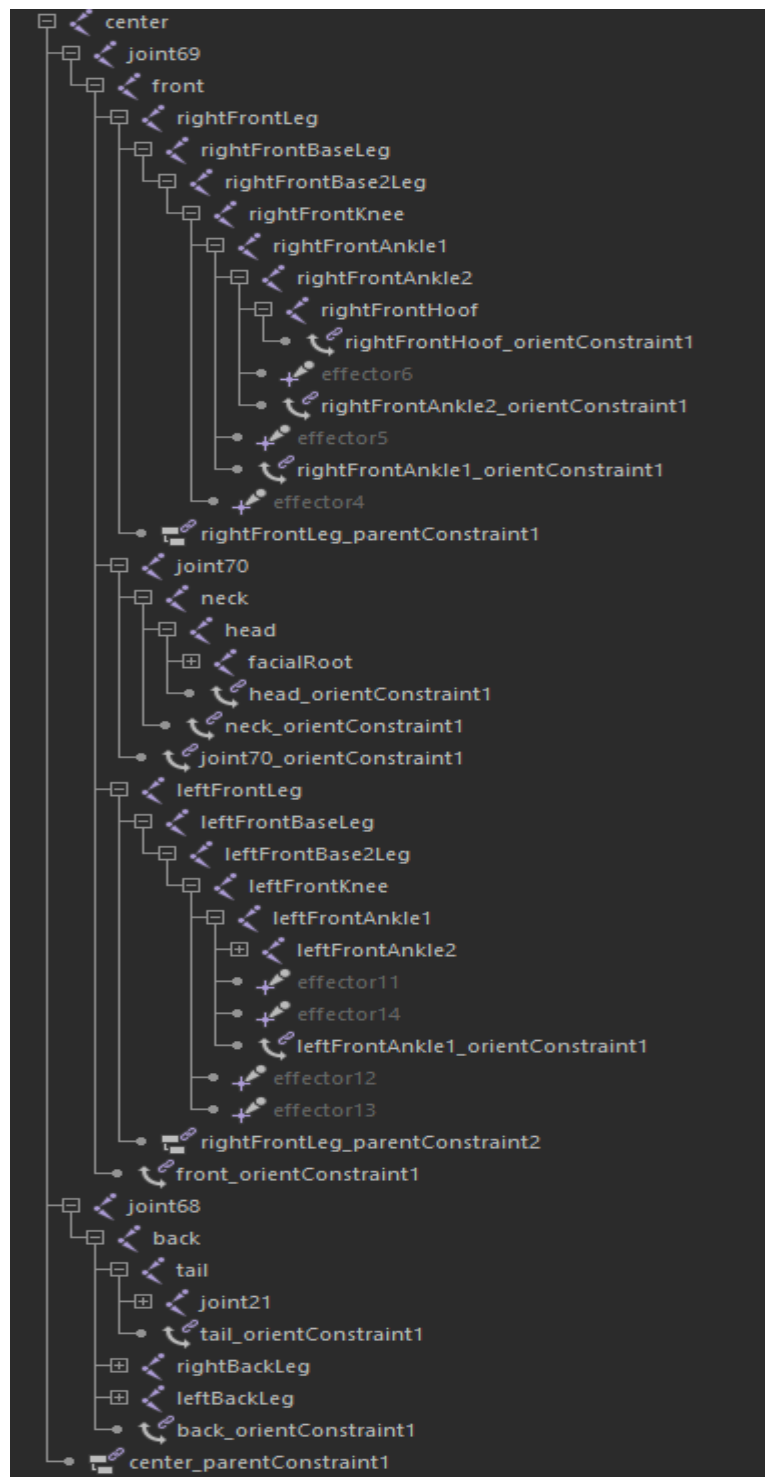 center
joint69
front
rightFrontLeg
rightFrontBaseLeg
rightFrontBase2Leg
rightFrontKnee
rightFrontAnkle1
rightFrontAnkle2
rightFrontHoof
rightFrontHoof_orientConstraint1
effector6
rightFrontAnkle2_orientConstraint1
effector5
rightFrontAnkle1_orientConstraint1
effector4
rightFrontLeg_parentConstraint1
joint70
neck
head
facialRoot
head_orientConstraint1
neck_orientConstraint1
joint70_orientConstraint1
leftFrontLeg
leftFrontBaseLeg
leftFrontBase2Leg
leftFrontKnee
leftFrontAnkle1
leftFrontAnkle2
effector11
effector14
leftFrontAnkle1_orientConstraint1
effector12
effector13
rightFrontLeg_parentConstraint2
front_orientConstraint1
joint68
back
tail
joint21
tail_orientConstraint1
rightBackLeg
leftBackLeg
back_orientConstraint1
center_parentConstraint1